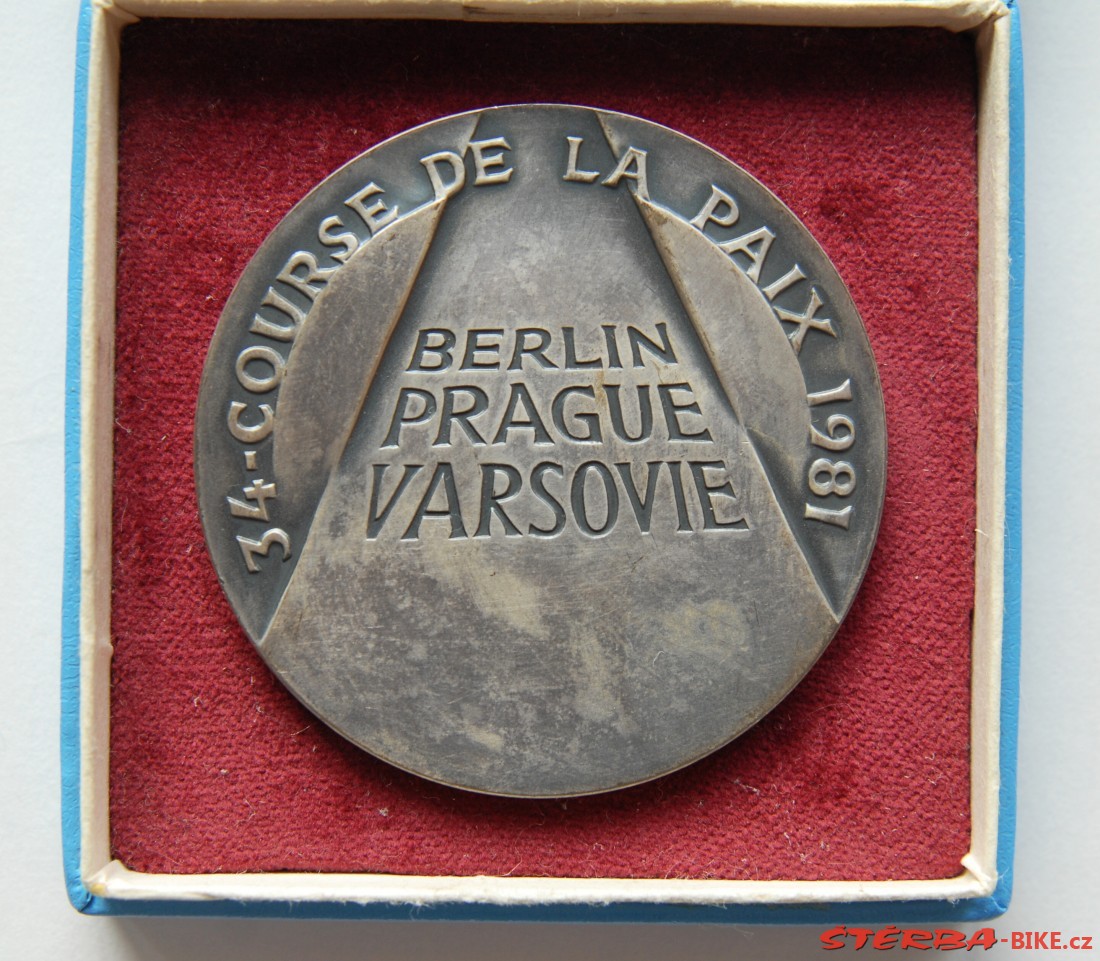 34-COURSE DE LA PAIX 1981
BERLIN
PRAGUE
VARSOVIE
ŠTĚRBA-BIKE.cz